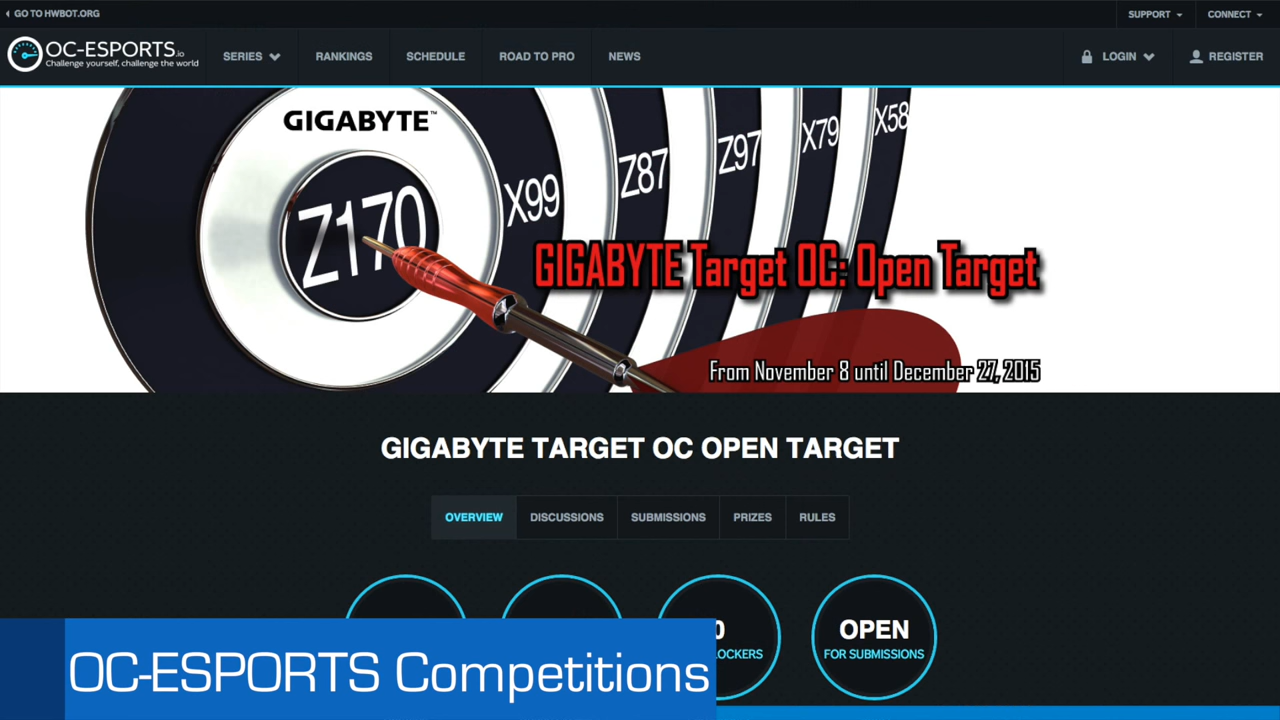 GO TO HWBOT.ORG
SUPPORT
CONNECT
OC-ESPORTS.io
Challenge yourself, challenge the world
SERIES
RANKINGS
SCHEDULE
ROAD TO PRO
NEWS
LOGIN
REGISTER
GIGABYTE™
Z170
X99
Z87
Z97
X79
X58
GIGABYTE Target OC: Open Target
From November 8 until December 27, 2015
GIGABYTE TARGET OC OPEN TARGET
OVERVIEW
DISCUSSIONS
SUBMISSIONS
PRIZES
RULES
OPEN
FOR SUBMISSIONS
OC-ESPORTS Competitions